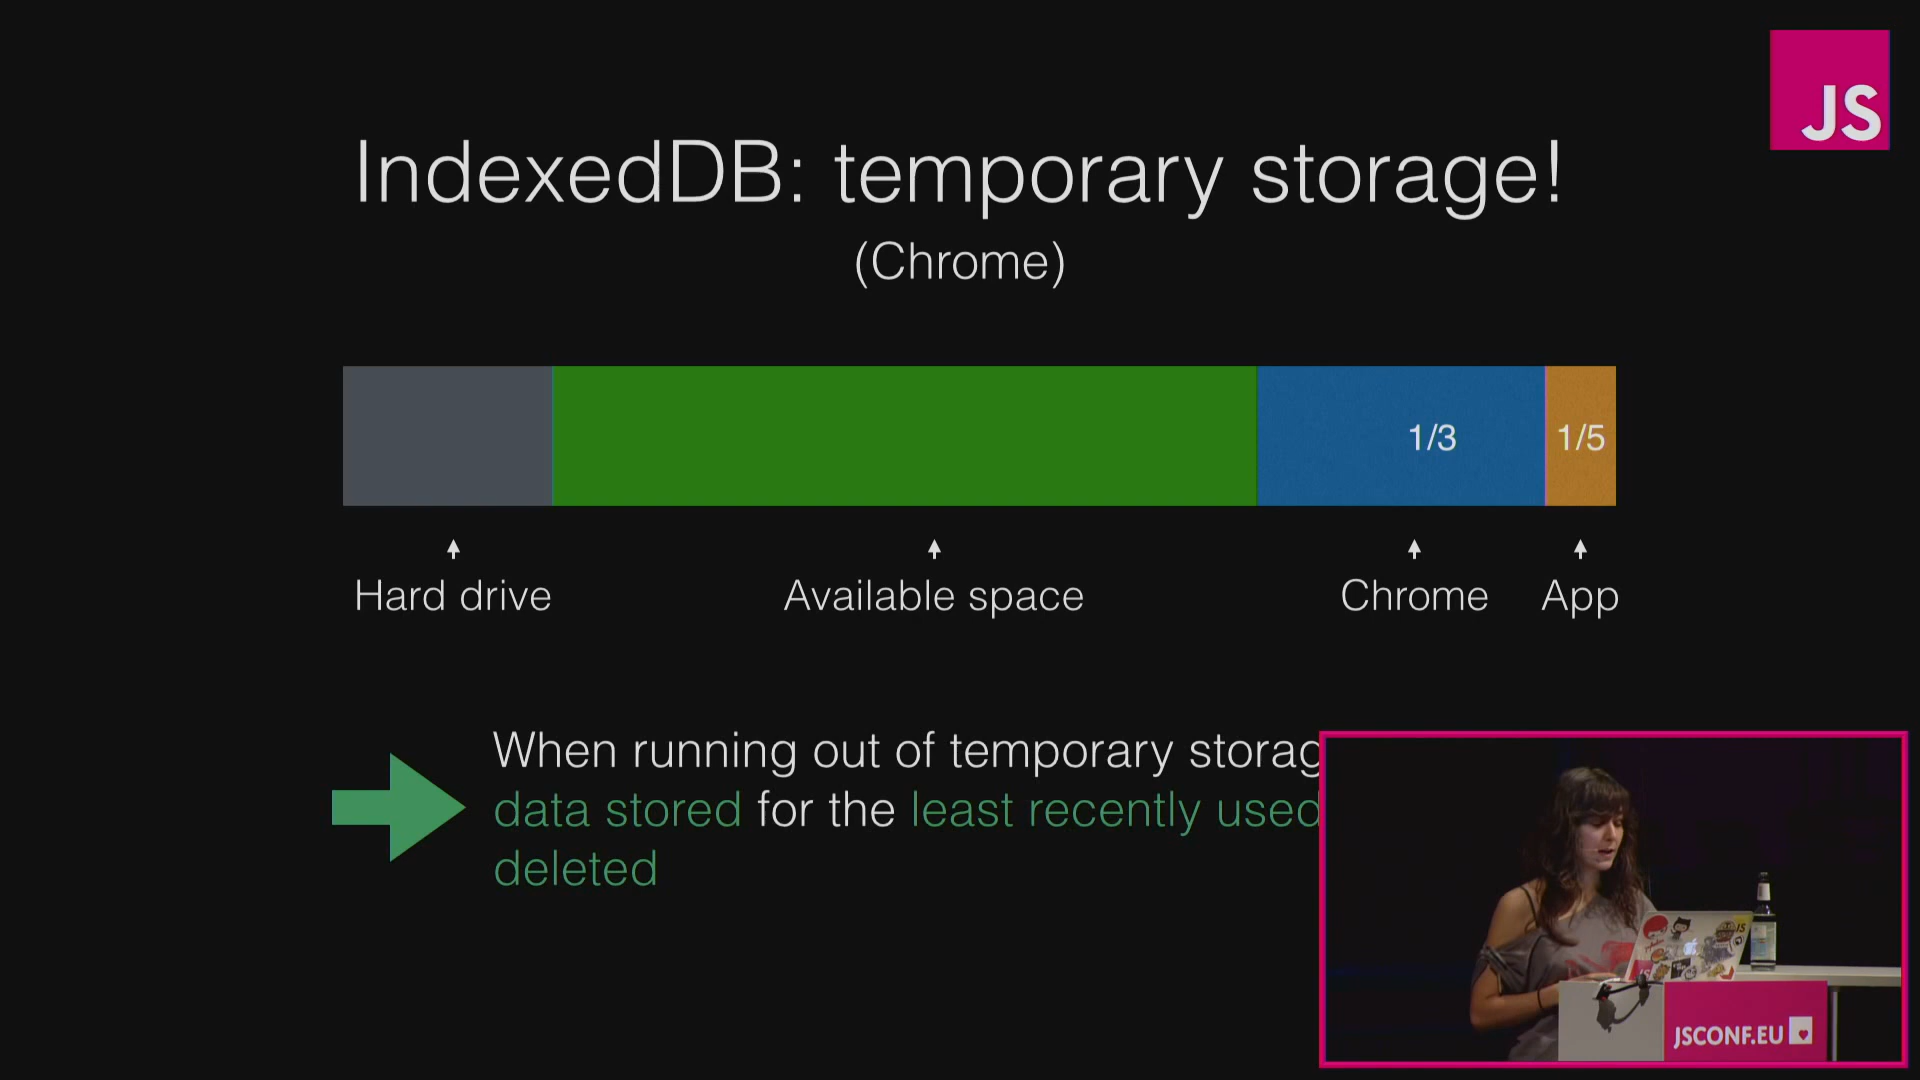 JS
IndexedDB: temporary storage!
(Chrome)
1/3
1/5
Hard drive
Available space
Chrome
App
When running out of temporary
data stored for the least recently used
deleted
JSCONF.EU